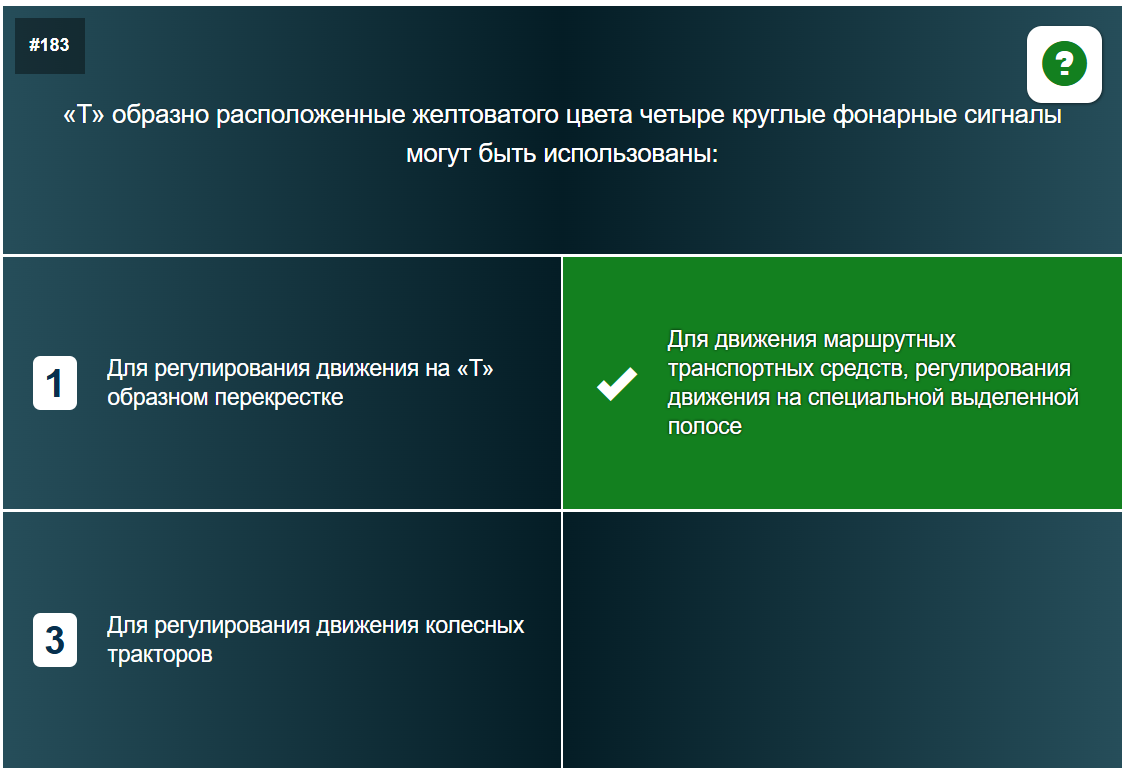 #183
?
«Т» образно расположенные желтоватого цвета четыре круглые фонарные сигналы
могут быть использованы:
1
Для регулирования движения на «Т»
образном перекрестке
Для движения маршрутных
транспортных средств, регулирования
движения на специальной выделенной
полосе
3
Для регулирования движения колесных
тракторов